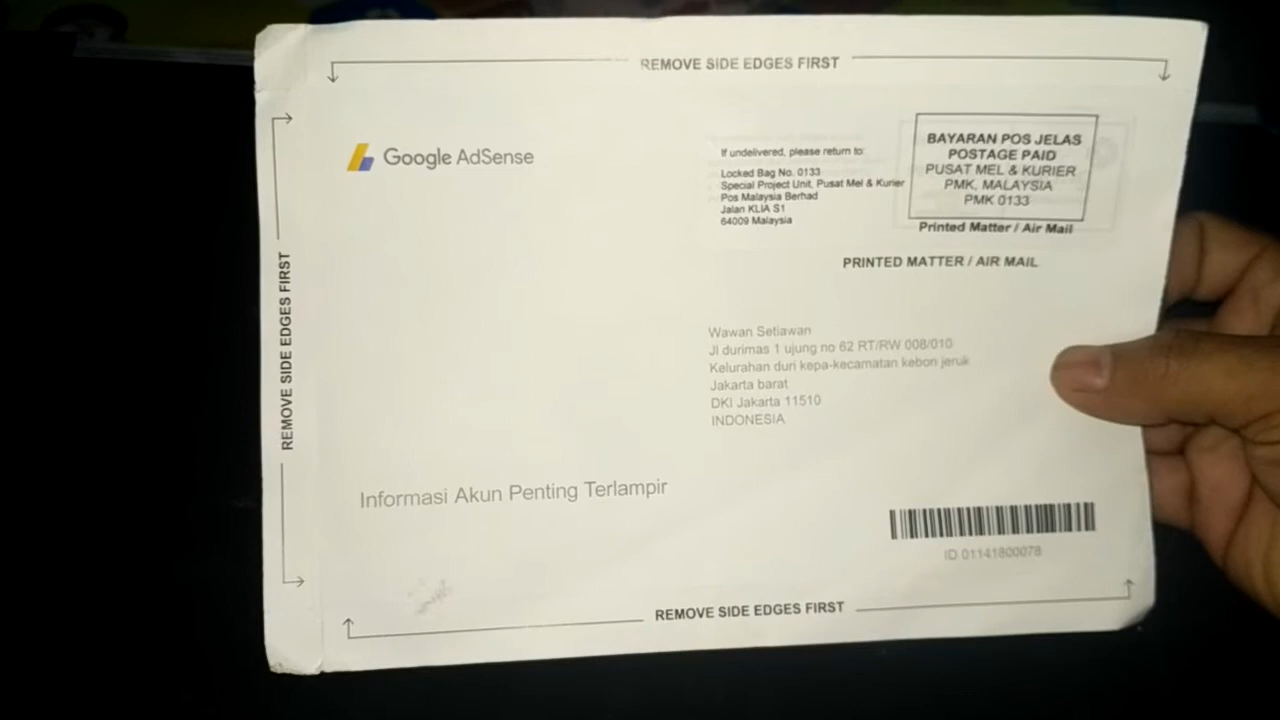 REMOVE SIDE EDGES FIRST
Google AdSense
If undelivered, please return to:
Locked Bag No. 0133
Special Project Unit, Pusat Mel & Kurier
Pos Malaysia Berhad
Jalan KLIA S1
64009 Malaysia
BAYARAN POS JELAS
POSTAGE PAID
PUSAT MEL & KURIER
PMK, MALAYSIA
PMK 0133
Printed Matter / Air Mail
PRINTED MATTER / AIR MAIL
REMOVE SIDE EDGES FIRST
Wawan Setiawan
Jl durimas 1 ujung no 62 RT/RW 008/010
Kelurahan duri kepa-kecamatan kebon jeruk
Jakarta barat
DKI Jakarta 11510
INDONESIA
Informasi Akun Penting Terlampir
ID 01141800078
REMOVE SIDE EDGES FIRST